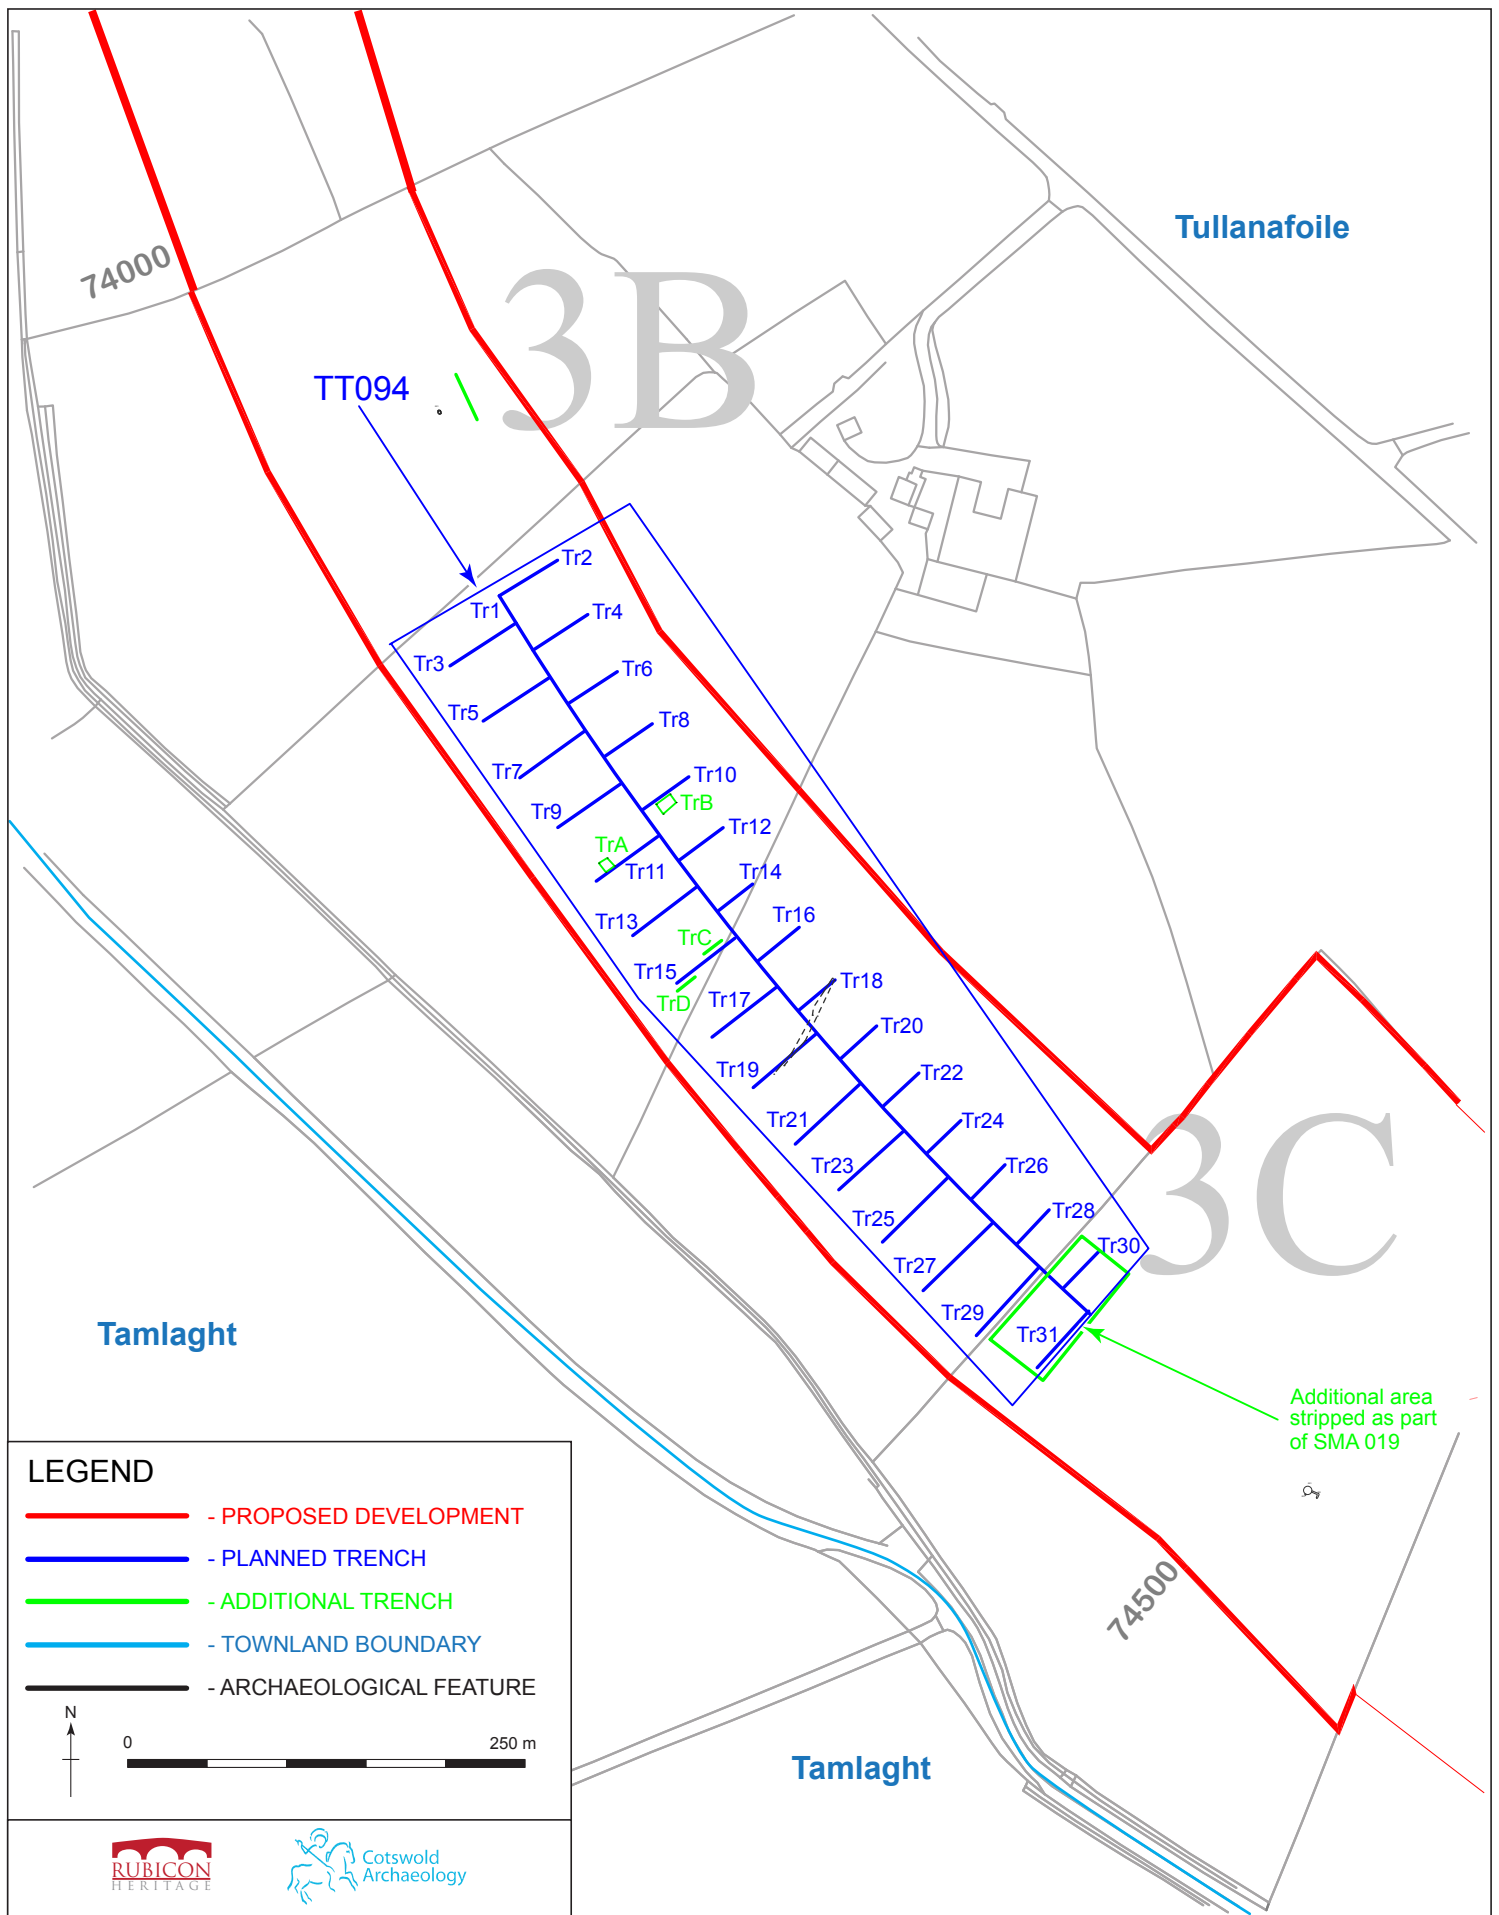 Tullanafoile
74000
3B
TT094
Tr2
Tr1
Tr4
Tr3
Tr6
Tr5
Tr8
Tr7
Tr10
TrB
Tr9
Tr12
TrA
Tr11
Tr14
Tr13
Tr16
TrC
Tr15
Tr18
TrD
Tr17
Tr20
Tr19
Tr22
Tr21
Tr24
Tr23
Tr26
3C
Tr25
Tr28
Tr30
Tr27
Tr29
Tr31
Tamlaght
Additional area
stripped as part
of SMA 019
LEGEND
- PROPOSED DEVELOPMENT
- PLANNED TRENCH
- ADDITIONAL TRENCH
- TOWNLAND BOUNDARY
- ARCHAEOLOGICAL FEATURE
74500
N
0
250 m
Tamlaght
RUBICON
HERITAGE
Cotswold
Archaeology